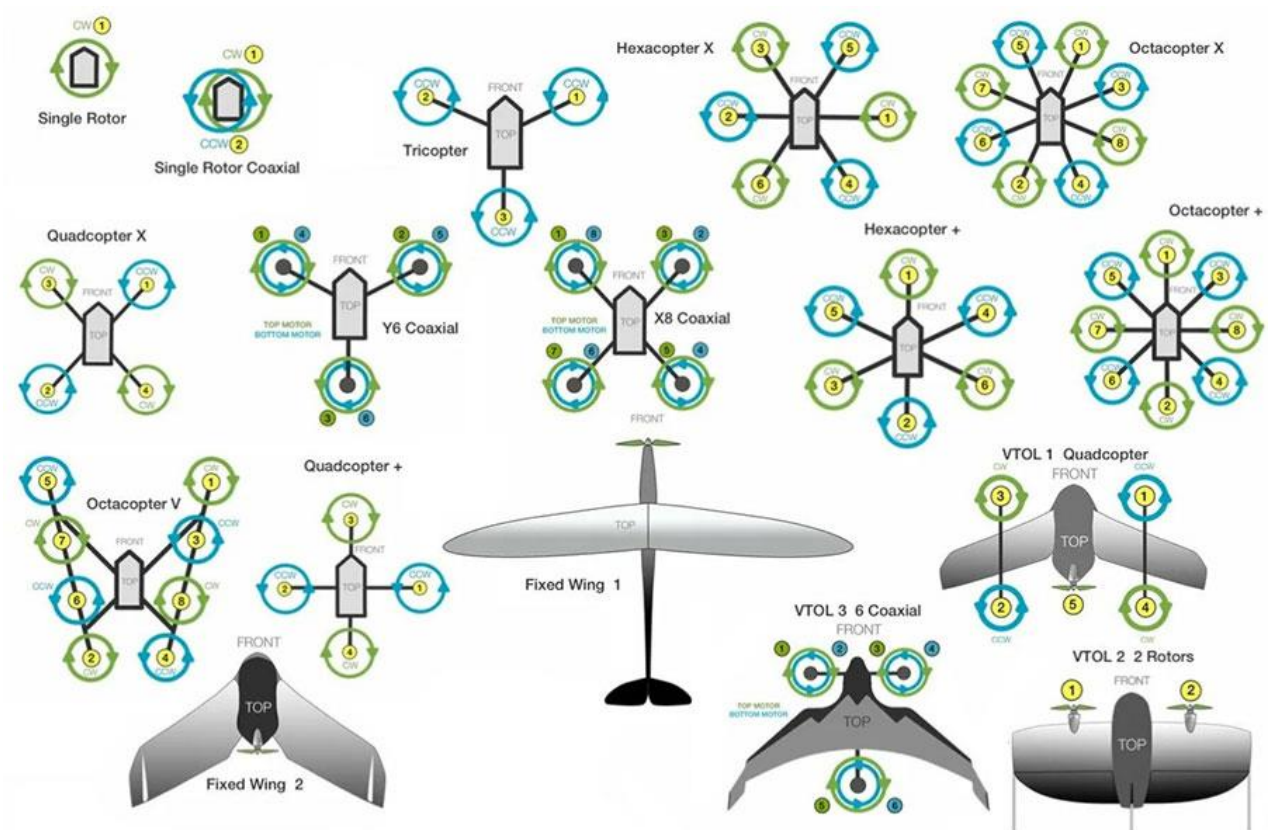 CW 1
Single Rotor
CW 1
CCW 2
Single Rotor Coaxial
CCW
2
CCW
1
FRONT
TOP
Tricopter
3
CCW
Hexacopter X
CW
3
CCW
5
FRONT
CCW
2
TOP
CW
1
6
CW
4
CCW
Octacopter X
CCW
5
CW
1
FRONT
CW
7
CCW
3
TOP
CCW
6
CW
8
2
CW
4
CCW
Quadcopter X
CW
3
CCW
1
FRONT
TOP
2
CCW
4
CW
1 4
2 5
FRONT
TOP
TOP MOTOR
BOTTOM MOTOR
Y6 Coaxial
3 6
1 8
3 2
FRONT
TOP
X8 Coaxial
TOP MOTOR
BOTTOM MOTOR
7 6
5 4
Hexacopter +
CW
1
FRONT
CCW
5
CCW
4
TOP
CW
3
CW
6
2
CCW
Octacopter +
CW
1
CCW
5
CCW
3
FRONT
CW
7
TOP
CW
8
6
CCW
4
CCW
2
CW
Octacopter V
CCW
5
CW
1
CW
7
CCW
3
FRONT
TOP
CCW
6
CW
8
2
CW
4
CCW
Quadcopter +
CW
3
FRONT
CCW
2
TOP
CCW
1
4
CW
FRONT
TOP
Fixed Wing 1
FRONT
TOP
Fixed Wing 2
VTOL 1 Quadcopter
FRONT
CW
3
CCW
1
TOP
2
CCW
5
4
CW
VTOL 3 6 Coaxial
FRONT
1 2 3 4
TOP MOTOR
BOTTOM MOTOR
TOP
5 6
VTOL 2 2 Rotors
FRONT
1
2
TOP